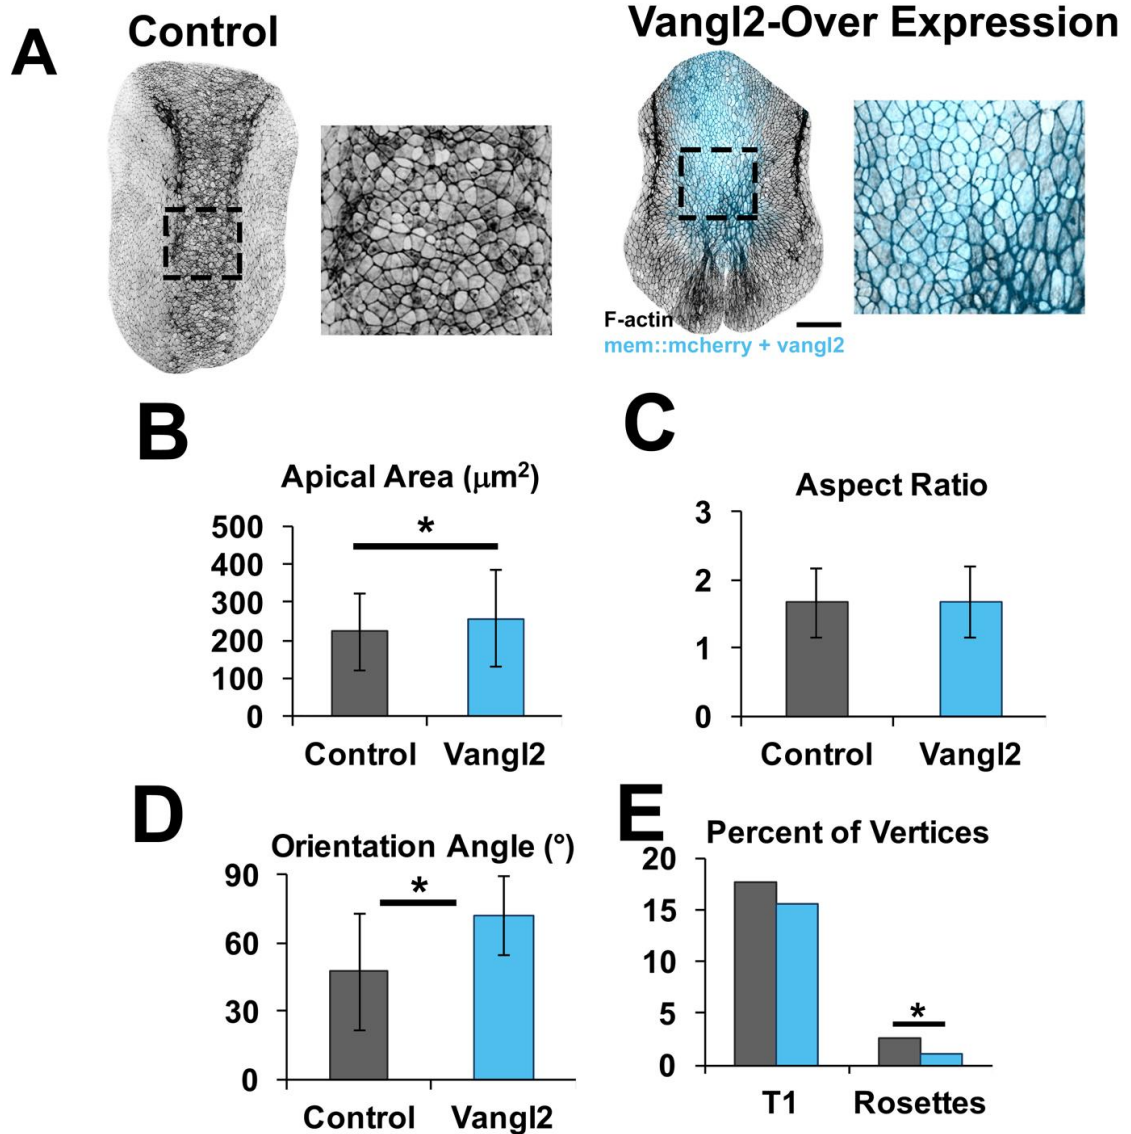 A
Control
Vangl2-Over Expression
F-actin
mem::mcherry + vangl2
B
Apical Area (μm²)
500
400
300
200
100
0
*
Control Vangl2
C
Aspect Ratio
3
2
1
0
Control Vangl2
D
Orientation Angle (°)
90
60
30
0
*
Control Vangl2
E
Percent of Vertices
20
15
10
5
0
*
T1 Rosettes